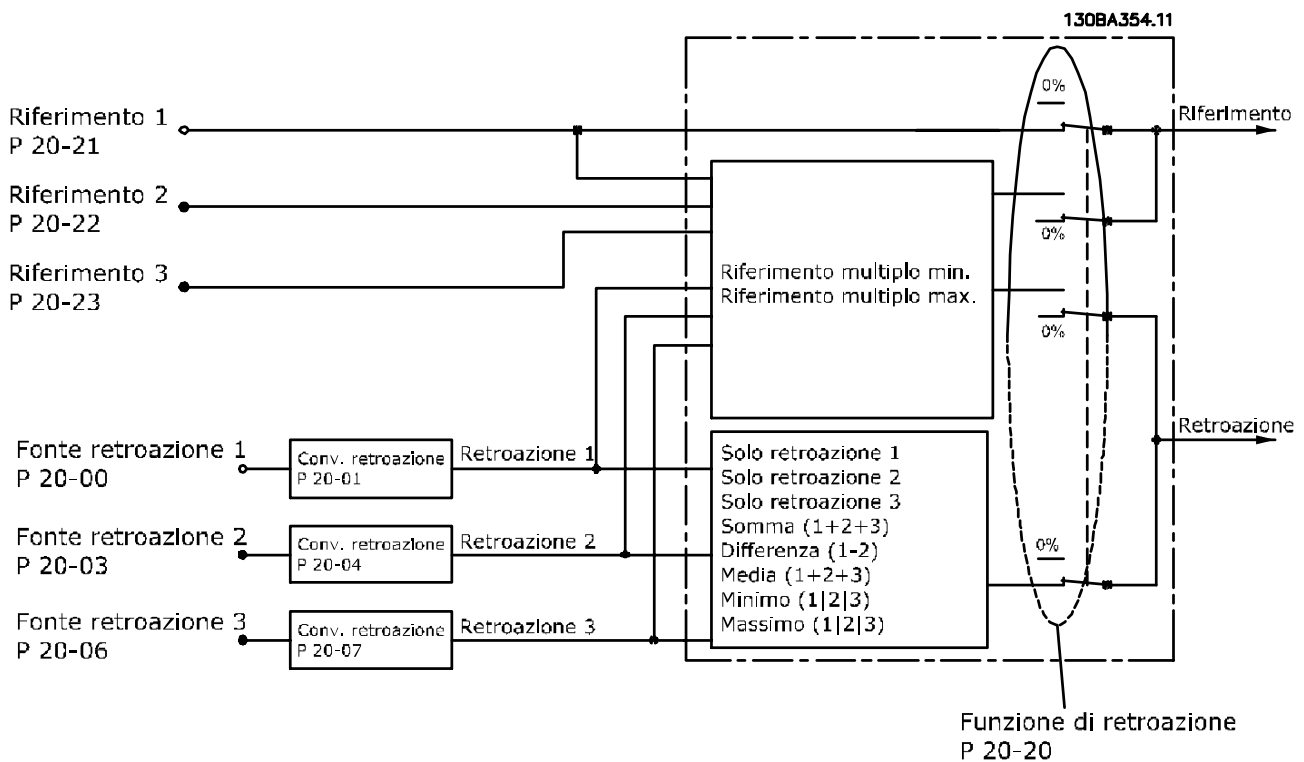 130BA354.11
0%
Riferimento 1
P 20-21
Riferimento
Riferimento 2
P 20-22
0%
Riferimento 3
P 20-23
Riferimento multiplo min.
Riferimento multiplo max.
0%
Retroazione
Fonte retroazione 1
P 20-00
Conv. retroazione
P 20-01
Retroazione 1
Fonte retroazione 2
P 20-03
Conv. retroazione
P 20-04
Retroazione 2
Fonte retroazione 3
P 20-06
Conv. retroazione
P 20-07
Retroazione 3
Solo retroazione 1
Solo retroazione 2
Solo retroazione 3
Somma (1+2+3)
Differenza (1-2)
Media (1+2+3)
Minimo (1|2|3)
Massimo (1|2|3)
0%
Funzione di retroazione
P 20-20